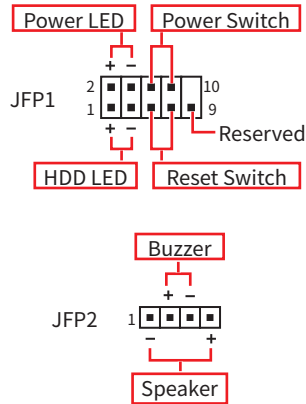 Power LED Power Switch
+ −
2 10
JFP1
1 9
+ − Reserved
HDD LED Reset Switch
Buzzer
+ −
JFP2 1
− +
Speaker